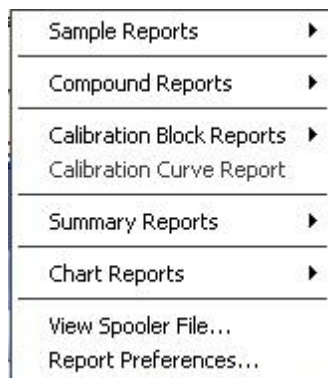 Sample Reports
Compound Reports
Calibration Block Reports
Calibration Curve Report
Summary Reports
Chart Reports
View Spooler File...
Report Preferences...